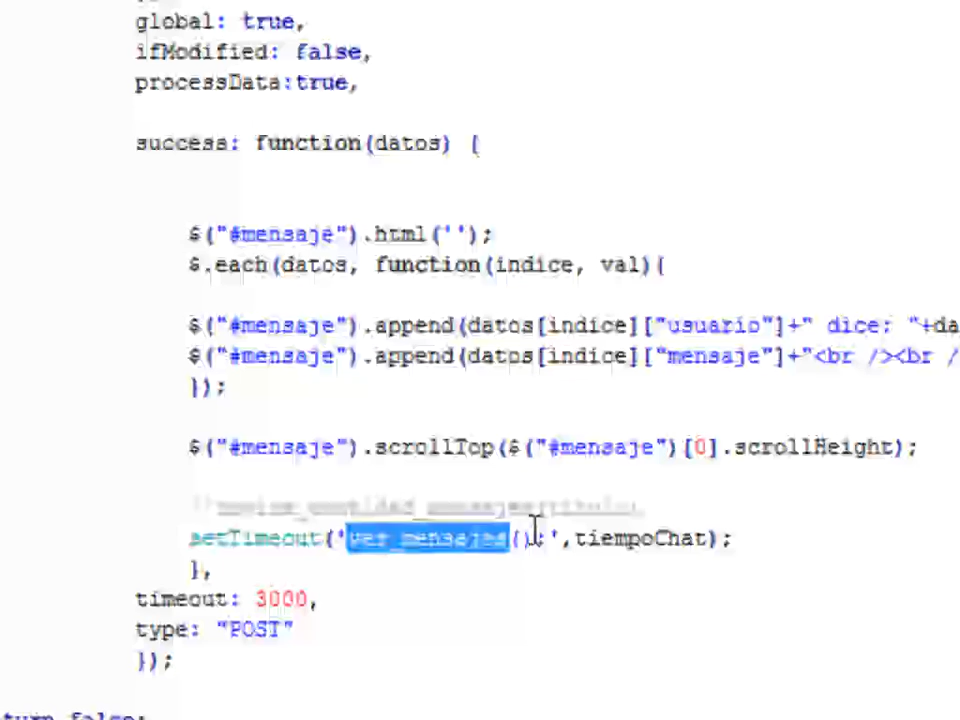 global: true,
ifModified: false,
processData:true,
success: function(datos) {
$("#mensaje").html('');
$.each(datos, function(indice, val){
$("#mensaje").append(datos[indice]["usuario"]+" dice: "+da
$("#mensaje").append(datos[indice]["mensaje"]+"<br /><br /
});
$("#mensaje").scrollTop($("#mensaje")[0].scrollHeight);
setTimeout('ver_mensajes();',tiempoChat);
},
timeout: 3000,
type: "POST"
});
turn false;